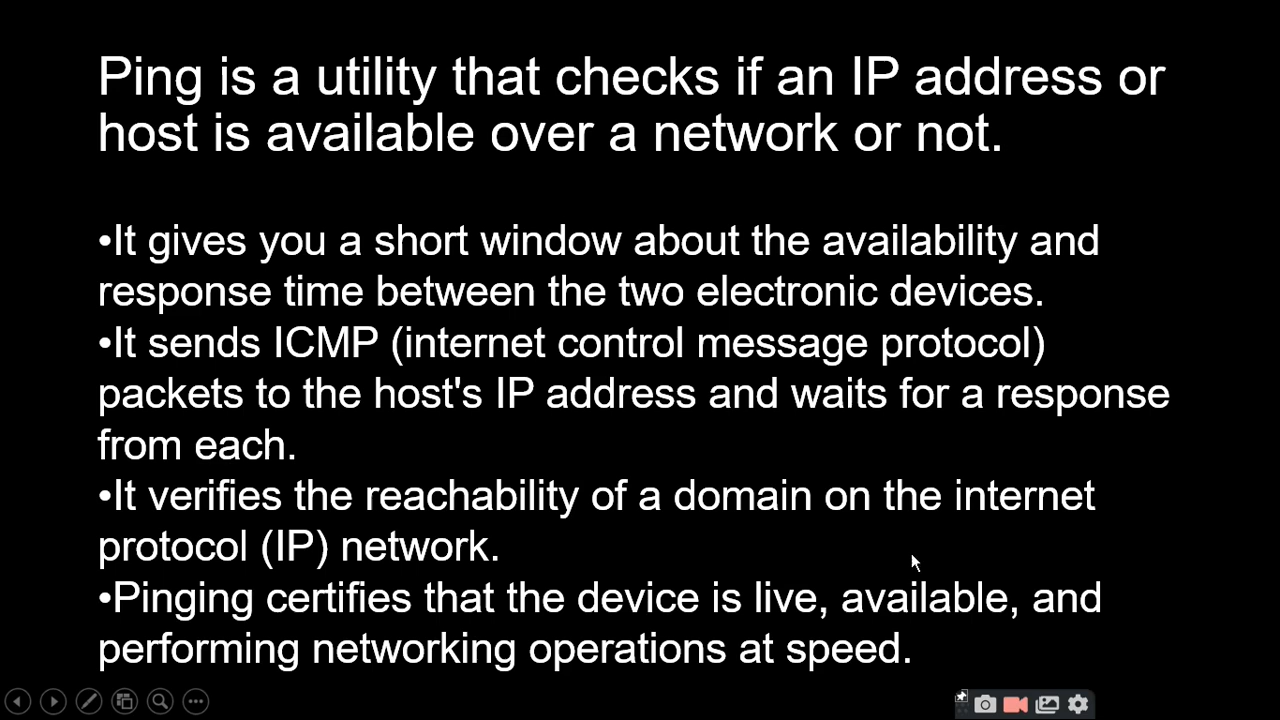 Ping is a utility that checks if an IP address or
host is available over a network or not.
•It gives you a short window about the availability and
response time between the two electronic devices.
•It sends ICMP (internet control message protocol)
packets to the host's IP address and waits for a response
from each.
•It verifies the reachability of a domain on the internet
protocol (IP) network.
•Pinging certifies that the device is live, available, and
performing networking operations at speed.